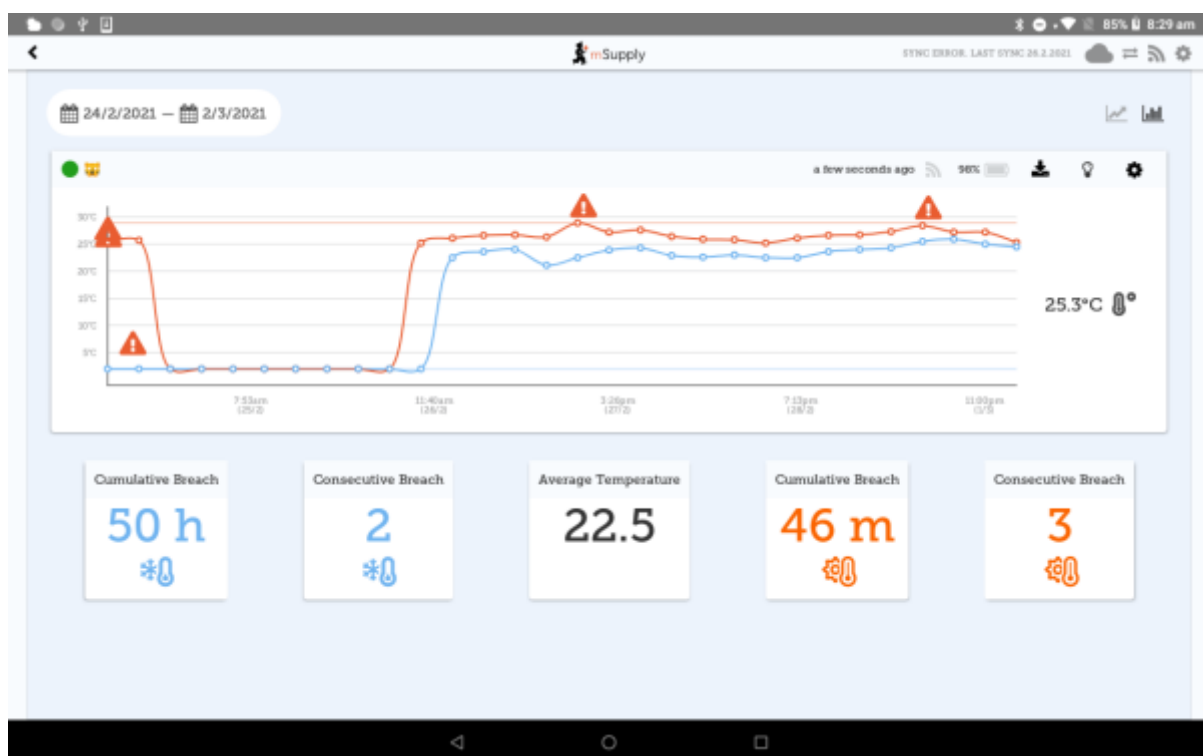 85% 8:29 am
mSupply
SYNC ERROR. LAST SYNC 26.2.2021
24/2/2021 — 2/3/2021
a few seconds ago 98%
30°C
25°C
20°C
15°C
10°C
5°C
7:53am 11:40am 3:26pm 7:13pm 11:00pm
(25/2) (26/2) (27/2) (28/2) (1/3)
25.3°C
Cumulative Breach Consecutive Breach Average Temperature Cumulative Breach Consecutive Breach
50 h 2 22.5 46 m 3